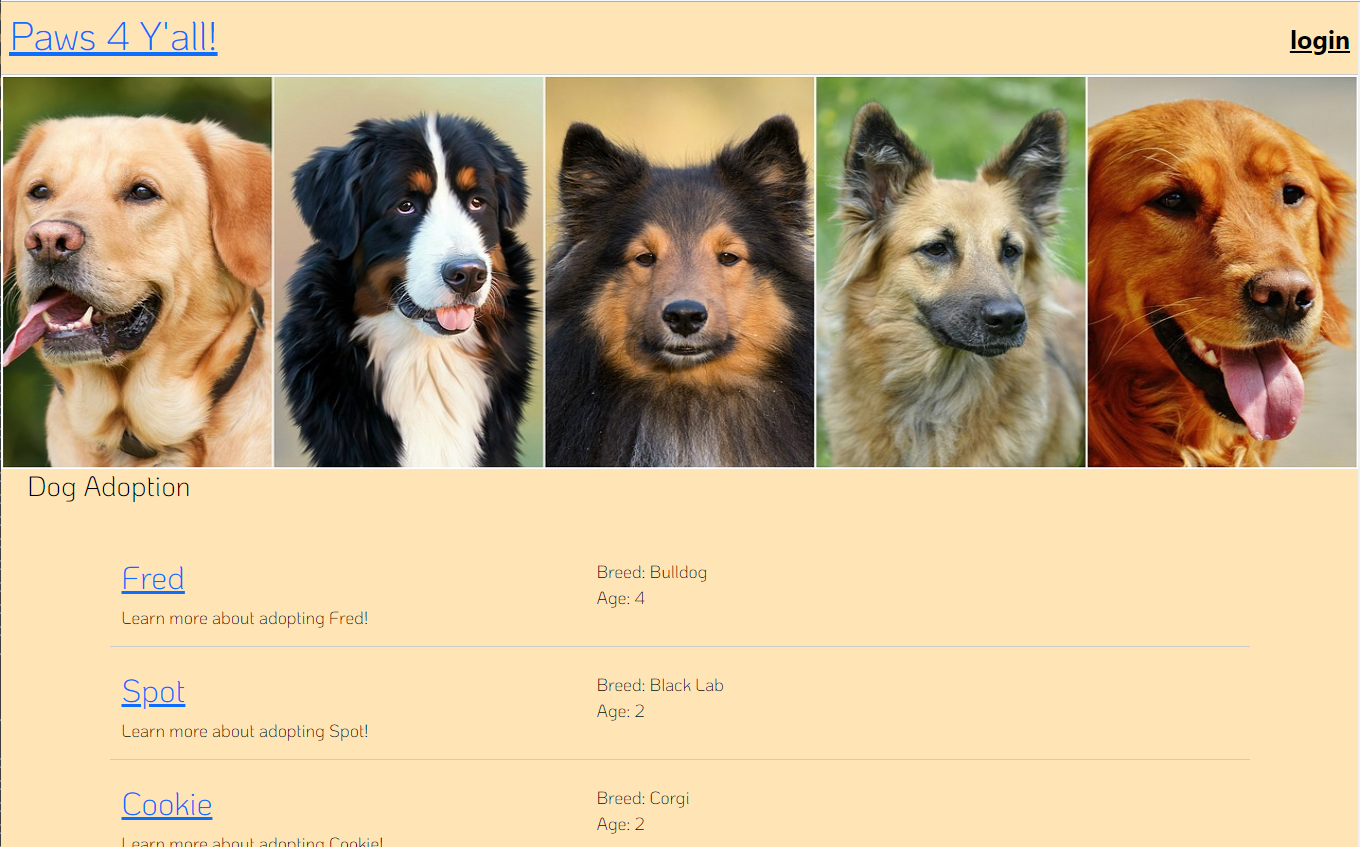 Paws 4 Y'all!
login
Dog Adoption
Fred
Learn more about adopting Fred!
Breed: Bulldog
Age: 4
Spot
Learn more about adopting Spot!
Breed: Black Lab
Age: 2
Cookie
Learn more about adopting Cookie!
Breed: Corgi
Age: 2